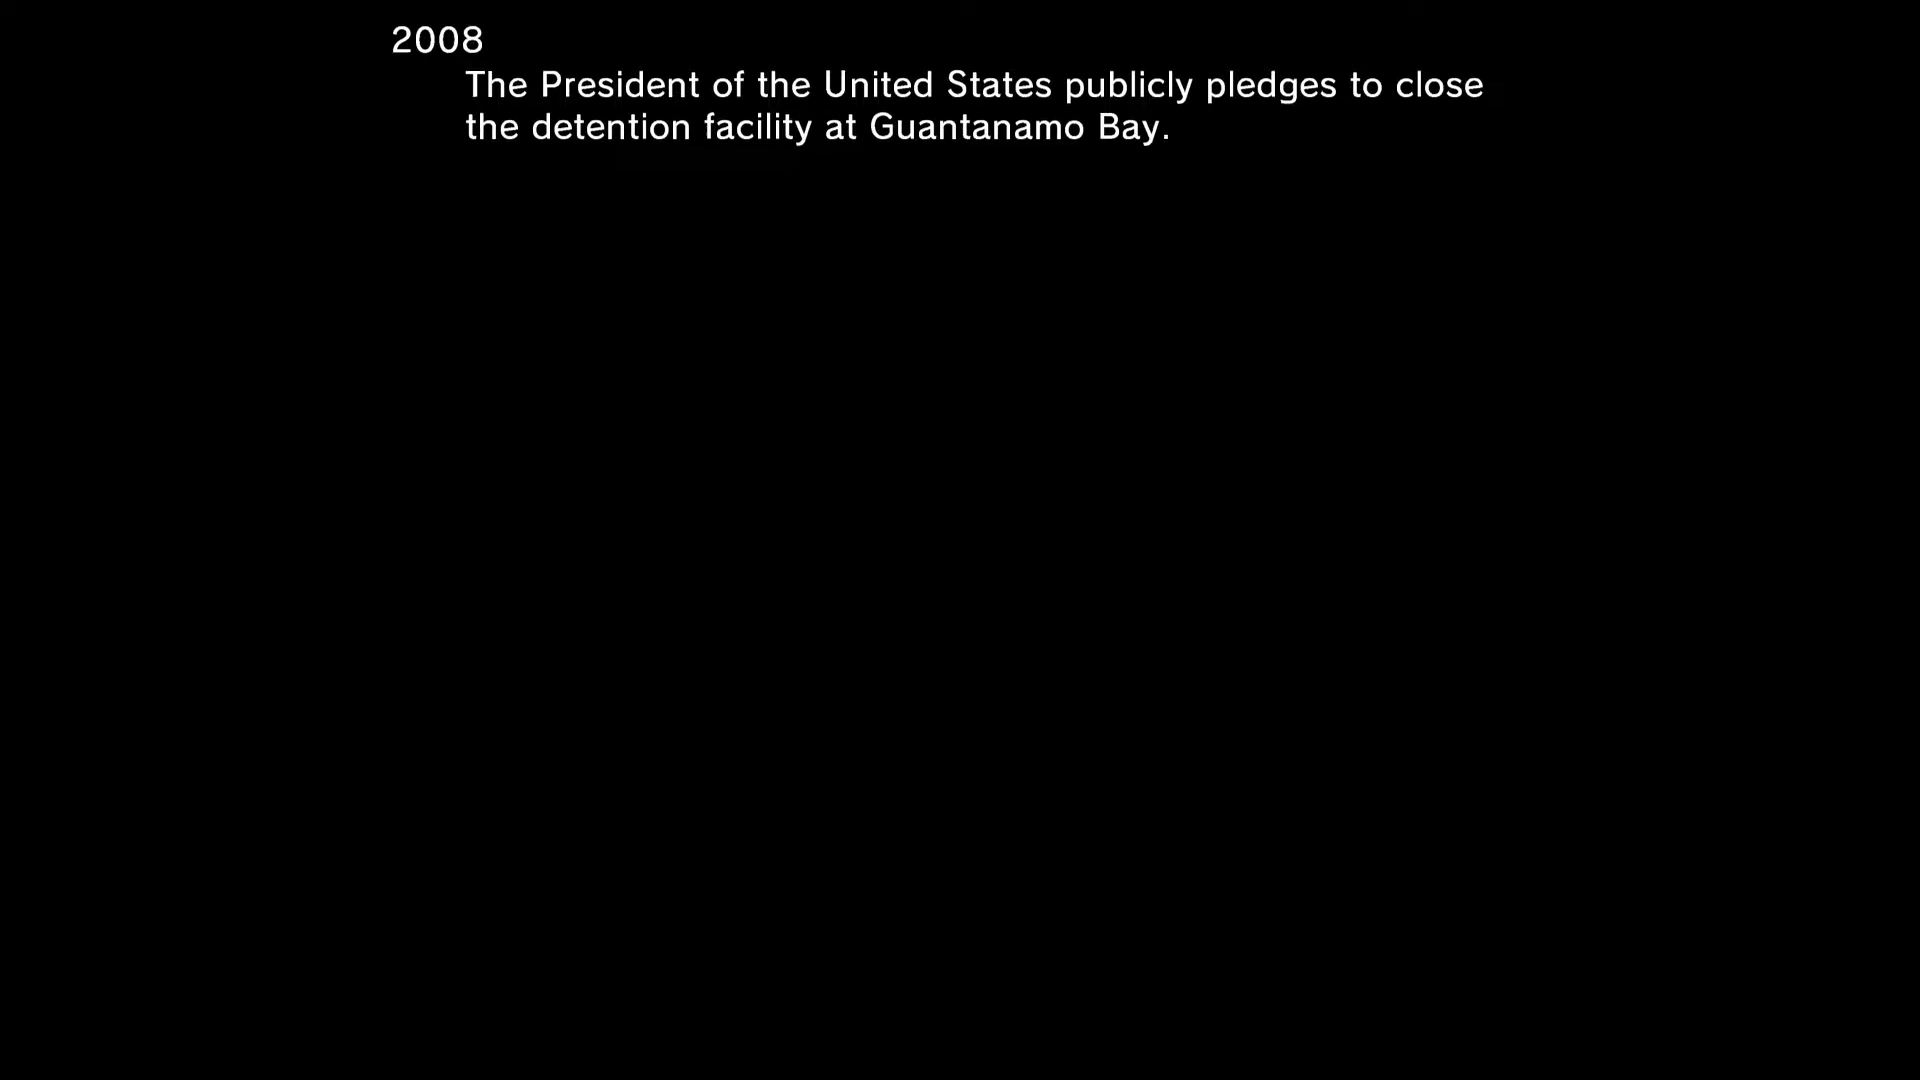 2008
The President of the United States publicly pledges to close
the detention facility at Guantanamo Bay.